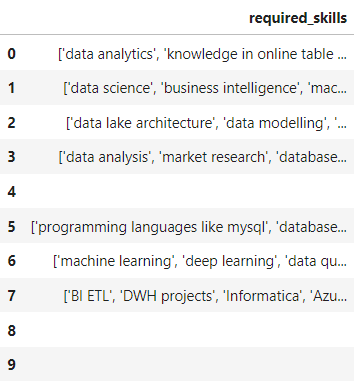 required_skills
0 ['data analytics', 'knowledge in online table ...
1 ['data science', 'business intelligence', 'mac...
2 ['data lake architecture', 'data modelling', '...
3 ['data analysis', 'market research', 'database...
4
5 ['programming languages like mysql', 'database...
6 ['machine learning', 'deep learning', 'data qu...
7 ['BI ETL', 'DWH projects', 'Informatica', 'Azu...
8
9